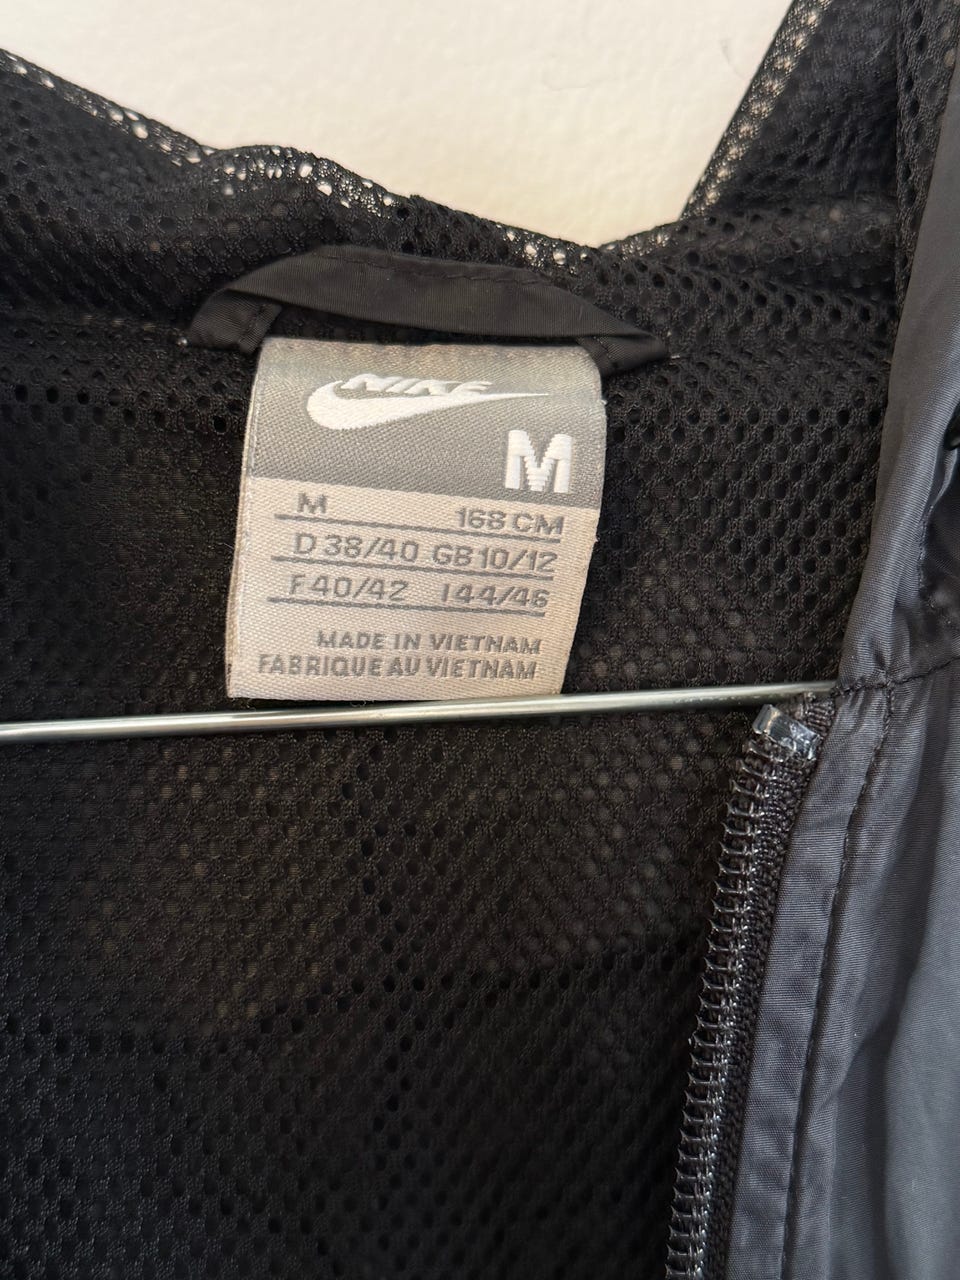 NIKE
M
M 168 CM
D 38/40 GB 10/12
F 40/42 I 44/46
MADE IN VIETNAM
FABRIQUE AU VIETNAM